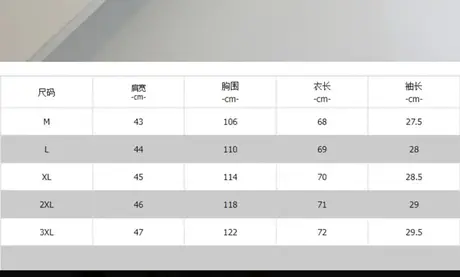 尺码 肩宽 胸围 衣长 袖长
-cm- -cm- -cm- -cm-
M 43 106 68 27.5
L 44 110 69 28
XL 45 114 70 28.5
2XL 46 118 71 29
3XL 47 122 72 29.5